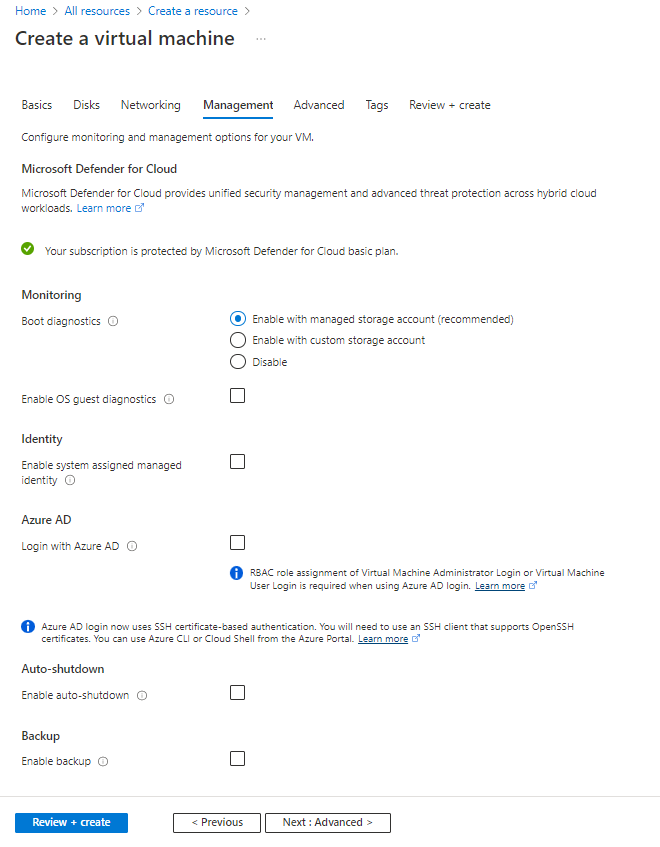 Home > All resources > Create a resource >
Create a virtual machine ...
Basics Disks Networking Management Advanced Tags Review + create
Configure monitoring and management options for your VM.
Microsoft Defender for Cloud
Microsoft Defender for Cloud provides unified security management and advanced threat protection across hybrid cloud
workloads. Learn more
Your subscription is protected by Microsoft Defender for Cloud basic plan.
Monitoring
Boot diagnostics
Enable with managed storage account (recommended)
Enable with custom storage account
Disable
Enable OS guest diagnostics
Identity
Enable system assigned managed
identity
Azure AD
Login with Azure AD
RBAC role assignment of Virtual Machine Administrator Login or Virtual Machine
User Login is required when using Azure AD login. Learn more
Azure AD login now uses SSH certificate-based authentication. You will need to use an SSH client that supports OpenSSH
certificates. You can use Azure CLI or Cloud Shell from the Azure Portal. Learn more
Auto-shutdown
Enable auto-shutdown
Backup
Enable backup
Review + create < Previous Next : Advanced >